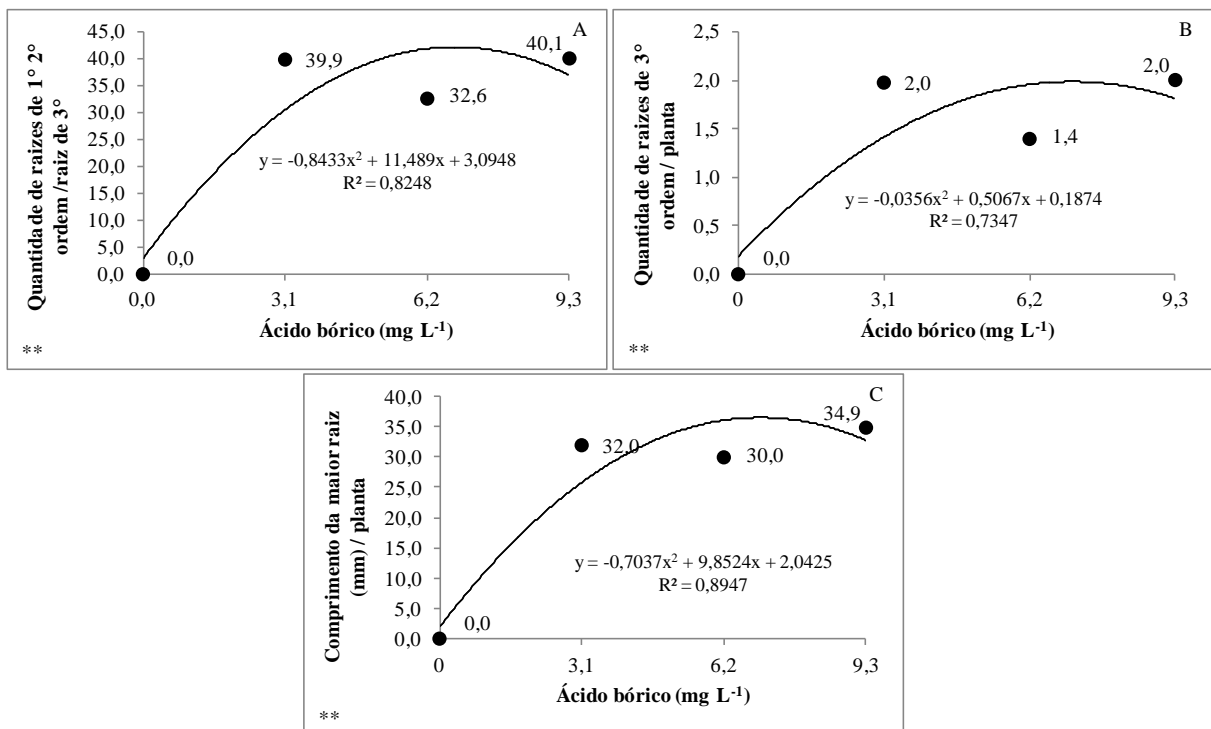 A
Quantida de de raizes de 1° 2°
ordem /raiz de 3°
45,0
40,0
35,0
30,0
25,0
20,0
15,0
10,0
5,0
0,0
39,9
40,1
32,6
y = -0,8433x² + 11,489x + 3,0948
R² = 0,8248
0,0
0,0 3,1 6,2 9,3
Ácido bórico (mg L⁻¹)
**
B
Quantida de de raizes de 3°
ordem / planta
2,5
2,0
1,5
1,0
0,5
0,0
2,0
2,0
1,4
y = -0,0356x² + 0,5067x + 0,1874
R² = 0,7347
0,0
0 3,1 6,2 9,3
Ácido bórico (mg L⁻¹)
**
C
Comprimento da maior raiz
(mm) / planta
40,0
35,0
30,0
25,0
20,0
15,0
10,0
5,0
0,0
34,9
32,0
30,0
y = -0,7037x² + 9,8524x + 2,0425
R² = 0,8947
0,0
0 3,1 6,2 9,3
Ácido bórico (mg L⁻¹)
**